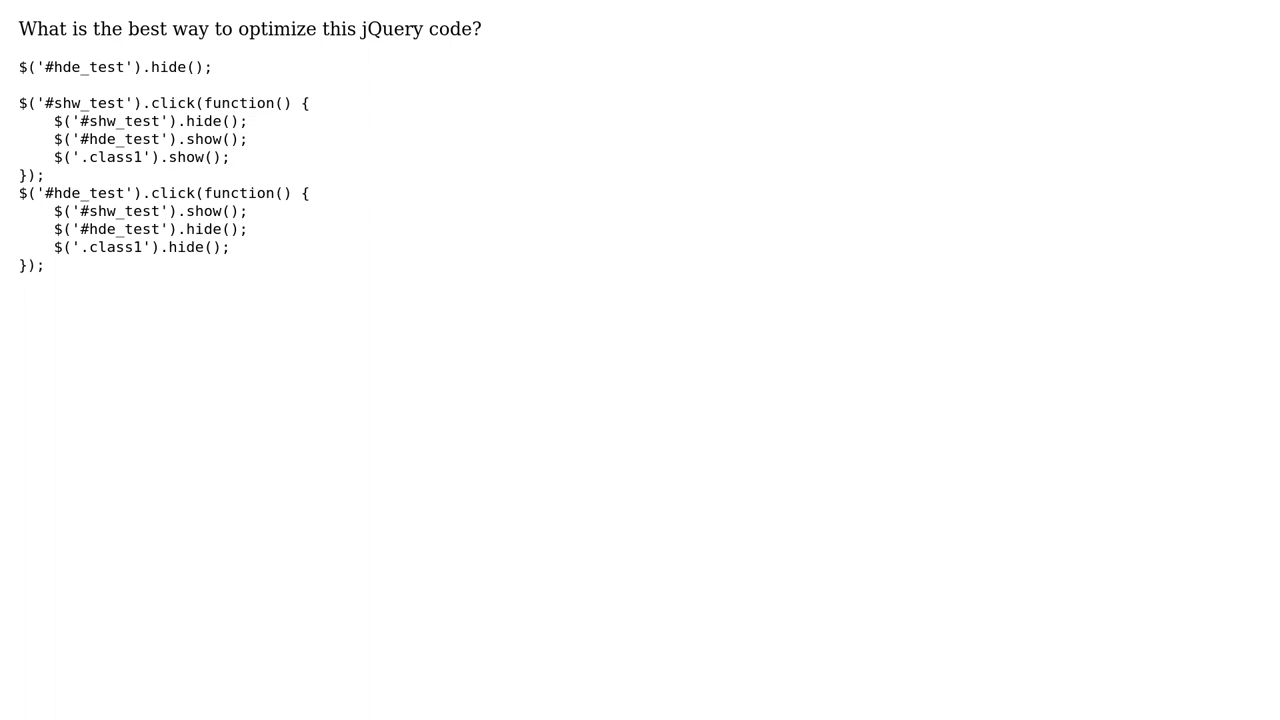 What is the best way to optimize this jQuery code?
$('#hde_test').hide();
$('#shw_test').click(function() {
    $('#shw_test').hide();
    $('#hde_test').show();
    $('.class1').show();
});
$('#hde_test').click(function() {
    $('#shw_test').show();
    $('#hde_test').hide();
    $('.class1').hide();
});